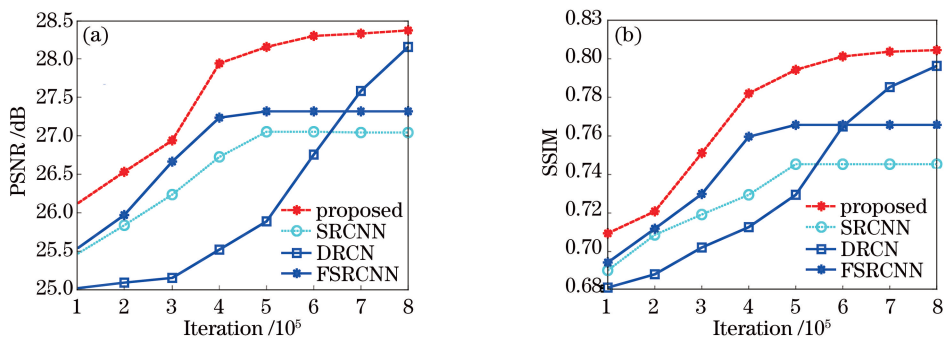 28.5
28.0
27.5
27.0
26.5
26.0
25.5
25.0
PSNR /dB
(a)
proposed
SRCNN
DRCN
FSRCNN
1 2 3 4 5 6 7 8
Iteration /10⁵
0.83
0.80
0.78
0.76
0.74
0.72
0.70
0.68
SSIM
(b)
proposed
SRCNN
DRCN
FSRCNN
1 2 3 4 5 6 7 8
Iteration /10⁵